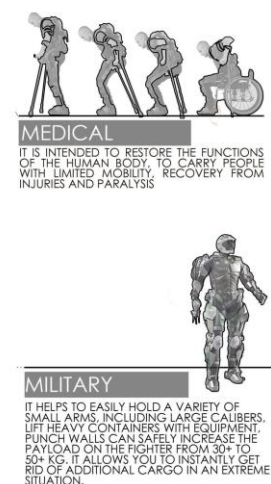 MEDICAL
IT IS INTENDED TO RESTORE THE FUNCTIONS
OF THE HUMAN BODY, TO CARRY PEOPLE
WITH LIMITED MOBILITY, RECOVERY FROM
INJURIES AND PARALYSIS
MILITARY
IT HELPS TO EASILY HOLD A VARIETY OF
SMALL ARMS, INCLUDING LARGE CALIBERS,
LIFT HEAVY CONTAINERS WITH EQUIPMENT,
PUNCH WALLS CAN SAFELY INCREASE THE
PAYLOAD ON THE FIGHTER FROM 30+ TO
50+ KG. IT ALLOWS YOU TO INSTANTLY GET
RID OF ADDITIONAL CARGO IN AN EXTREME
SITUATION.